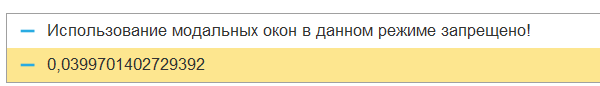 Использование модальных окон в данном режиме запрещено!
0,0399701402729392